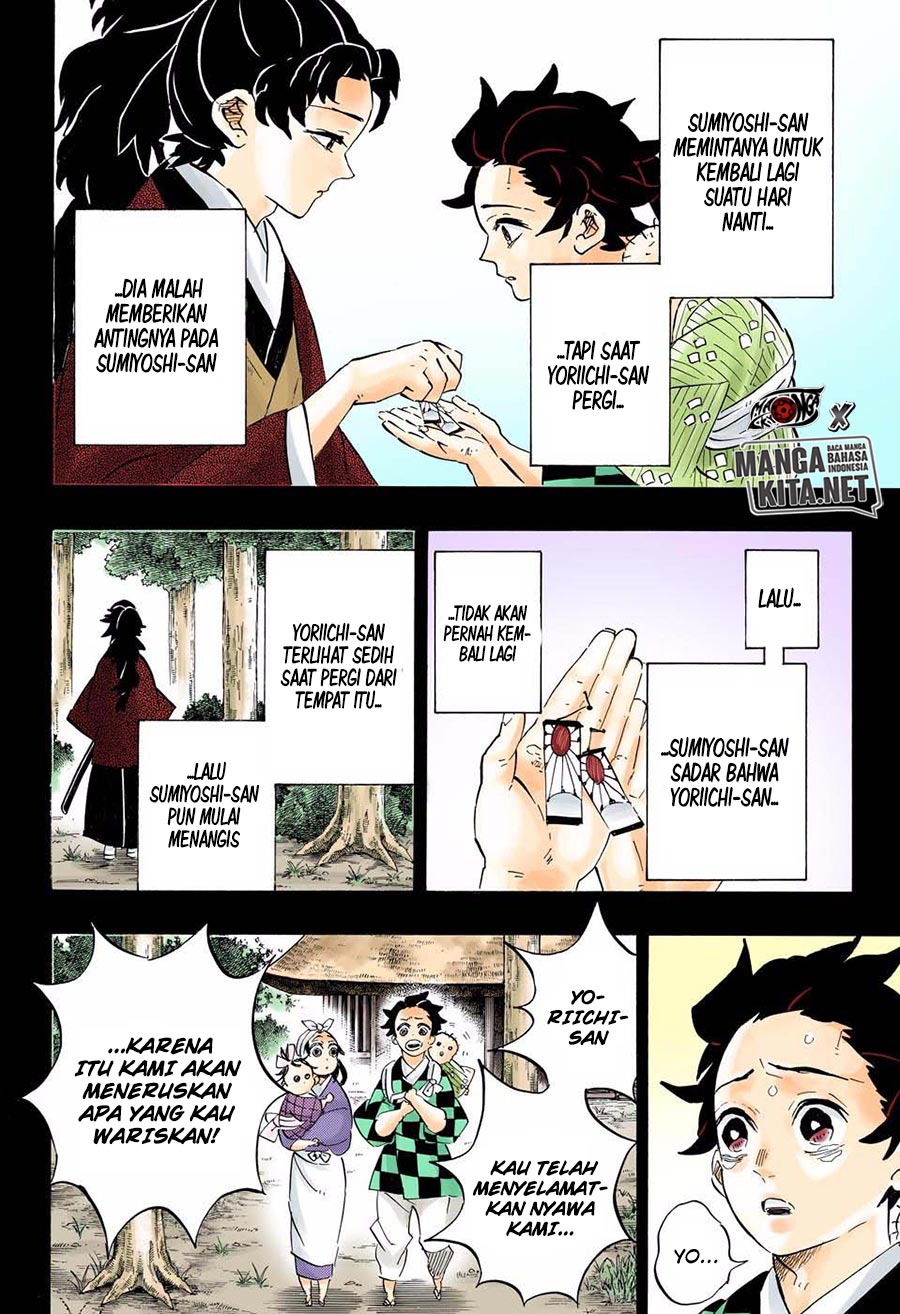 SUMIYOSHI-SAN
MEMINTANYA UNTUK
KEMBALI LAGI
SUATU HARI
NANTI...
...TAPI SAAT
YORIICHI-SAN
PERGI...
...DIA MALAH
MEMBERIKAN
ANTINGNYA PADA
SUMIYOSHI-SAN
X
MANGA
KITA.NET
BACA MANGA
BAHASA
INDONESIA
LALU...
...SUMIYOSHI-SAN
SADAR BAHWA
YORIICHI-SAN...
...TIDAK AKAN
PERNAH KEM-
BALI LAGI
YORIICHI-SAN
TERLIHAT SEDIH
SAAT PERGI DARI
TEMPAT ITU...
...LALU
SUMIYOSHI-SAN
PUN MULAI
MENANGIS
YO...
YO-
RIICHI-
SAN
KAU TELAH
MENYELAMAT-
KAN NYAWA
KAMI...
...KARENA
ITU KAMI AKAN
MENERUSKAN
APA YANG KAU
WARISKAN!